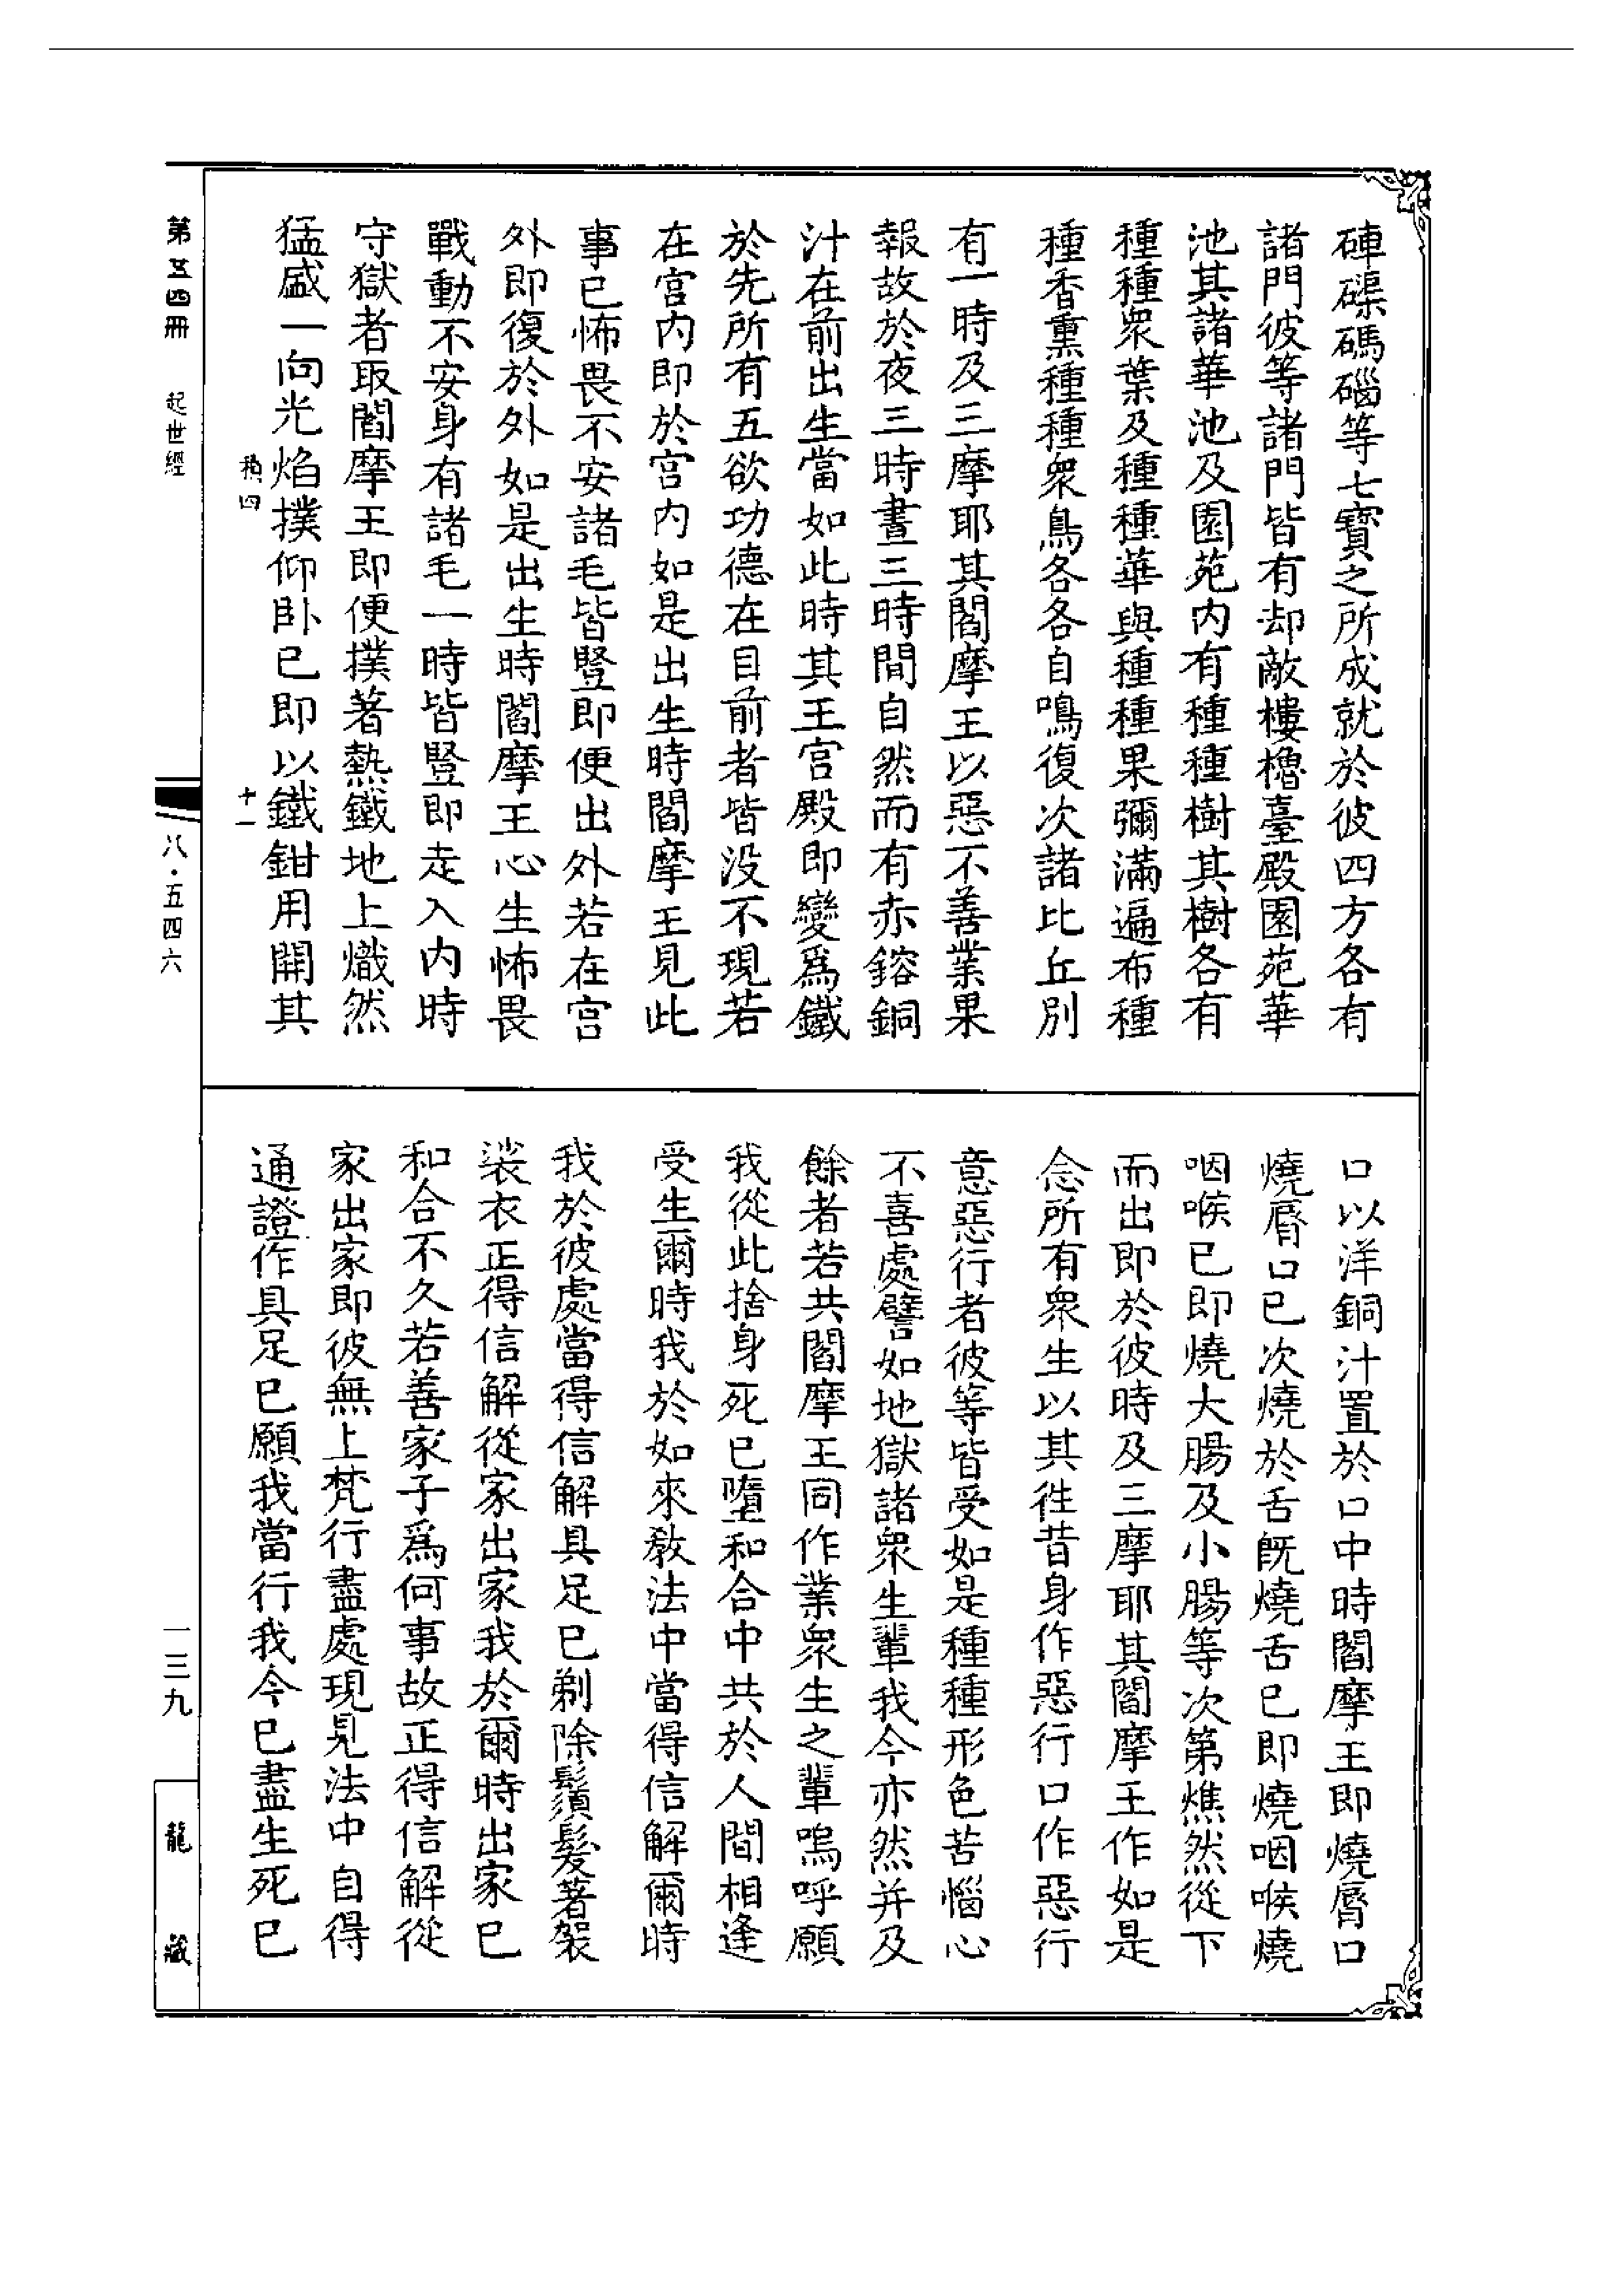 硨磲碼碯等七寶之所成就於彼四方各有
諸門彼等諸門皆有却敵樓櫓臺殿園苑華
池其諸華池及園苑内有種種樹其樹各有
種種衆葉及種種華與種種果彌滿遍布種
種香熏種種衆鳥各各自鳴復次諸比丘别
有一時及三摩耶其閻摩王以惡不善業果
報故於夜三時晝三時間自然而有赤鎔銅
汁在前出生當如此時其王宫殿即變爲鐵
於先所有五欲功德在目前者皆没不現若
在宫内即於宫内如是出生時閻摩王見此
事已怖畏不安諸毛皆豎即便出外若在宫
外即復於外如是出生時閻摩王心生怖畏
戰動不安身有諸毛一時皆豎即走入内時
守獄者取閻摩王即便撲著熱鐵地上熾然
猛盛一向光焰撲仰卧已即以鐵鉗用開其
口以洋銅汁置於口中時閻摩王即燒脣口
燒脣口已次燒於舌既燒舌已即燒咽喉燒
咽喉已即燒大腸及小腸等次第燋然從下
而出即於彼時及三摩耶其閻摩王作如是
念所有衆生以其往昔身作惡行口作惡行
意惡行者彼等皆受如是種種形色苦惱心
不喜處譬如地獄諸衆生輩我今亦然并及
餘者若共閻摩王同作業衆生之輩嗚呼願
我從此捨身死已墮和合中共於人間相逢
受生爾時我於如來教法中當得信解爾時
我於彼處當得信解具足已剃除鬚髮著袈
裟衣正得信解從家出家我於爾時出家已
和合不久若善家子爲何事故正得信解從
家出家即彼無上梵行盡處現見法中自得
通證作具足已願我當行我今已盡生死已
第五四冊
起世經
四
十一
八·五四六
一三九
龍藏